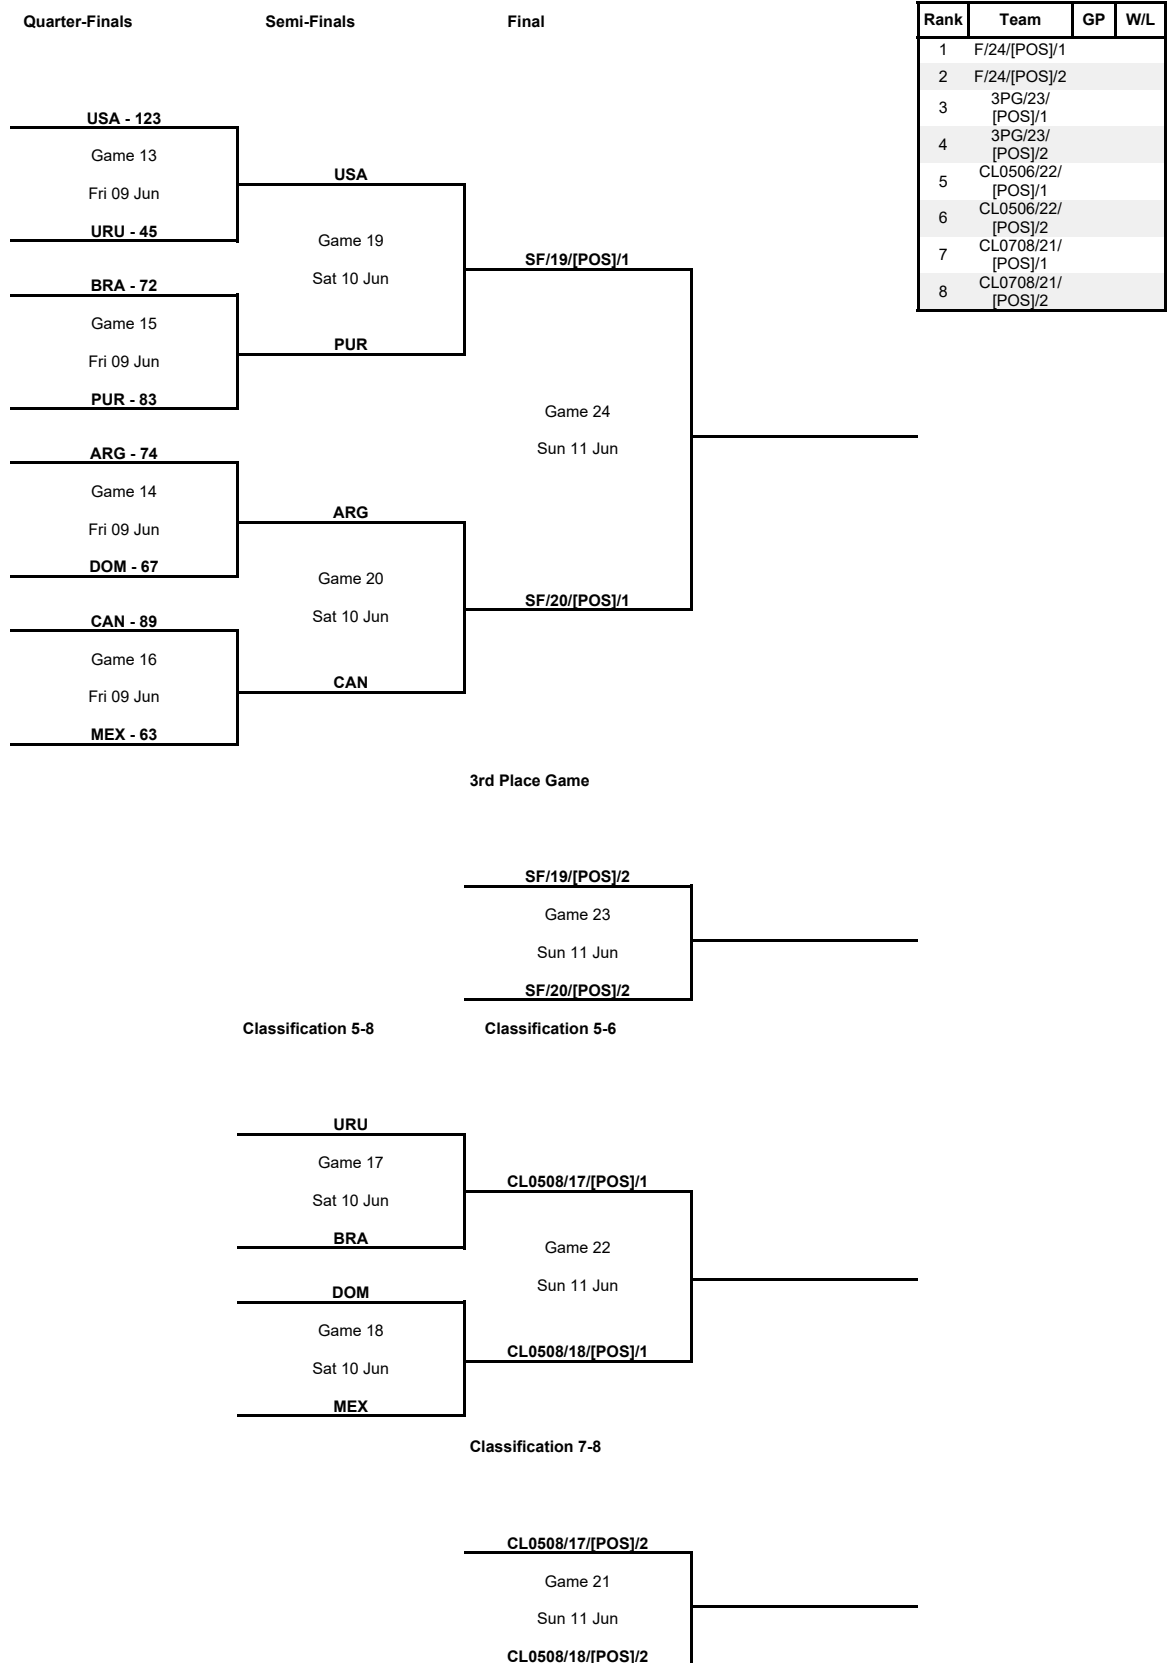 Quarter-Finals Semi-Finals Final
Rank Team GP W/L
1 F/24/[POS]/1
2 F/24/[POS]/2
3 3PG/23/
[POS]/1
4 3PG/23/
[POS]/2
5 CL0506/22/
[POS]/1
6 CL0506/22/
[POS]/2
7 CL0708/21/
[POS]/1
8 CL0708/21/
[POS]/2
USA - 123
Game 13
Fri 09 Jun
URU - 45
BRA - 72
Game 15
Fri 09 Jun
PUR - 83
ARG - 74
Game 14
Fri 09 Jun
DOM - 67
CAN - 89
Game 16
Fri 09 Jun
MEX - 63
USA
Game 19
Sat 10 Jun
PUR
ARG
Game 20
Sat 10 Jun
CAN
SF/19/[POS]/1
Game 24
Sun 11 Jun
SF/20/[POS]/1
3rd Place Game
SF/19/[POS]/2
Game 23
Sun 11 Jun
SF/20/[POS]/2
Classification 5-8 Classification 5-6
URU
Game 17
Sat 10 Jun
BRA
DOM
Game 18
Sat 10 Jun
MEX
CL0508/17/[POS]/1
Game 22
Sun 11 Jun
CL0508/18/[POS]/1
Classification 7-8
CL0508/17/[POS]/2
Game 21
Sun 11 Jun
CL0508/18/[POS]/2